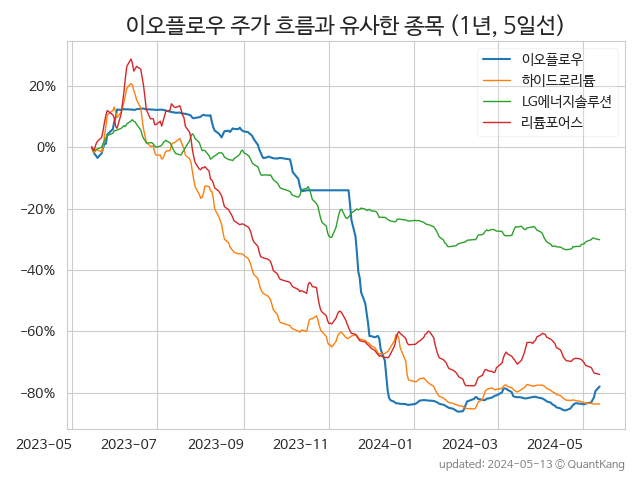 이오플로우 주가 흐름과 유사한 종목 (1년, 5일선)
이오플로우
하이드로리튬
LG에너지솔루션
리튬포어스
20%
0%
−20%
−40%
−60%
−80%
2023−05 2023−07 2023−09 2023−11 2024−01 2024−03 2024−05
updated: 2024-05-13 © QuantKang